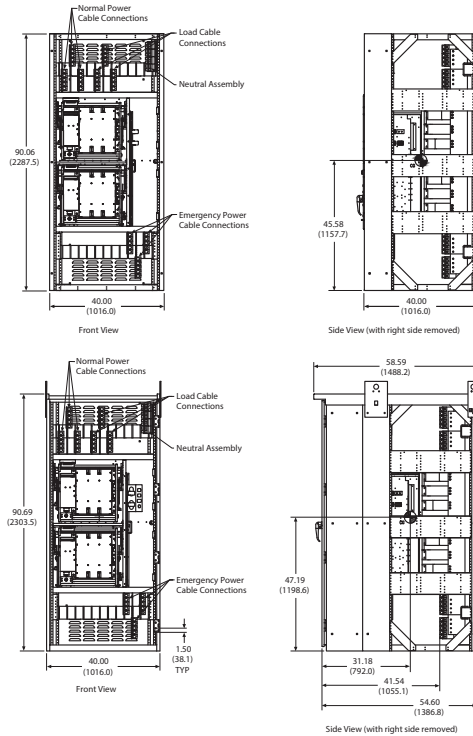 Normal Power
Cable Connections
Load Cable
Connections
Neutral Assembly
90.06
(2287.5)
Emergency Power
Cable Connections
40.00
(1016.0)
Front View
45.58
(1157.7)
CG
40.00
(1016.0)
Side View (with right side removed)
Normal Power
Cable Connections
Load Cable
Connections
Neutral Assembly
90.69
(2303.5)
Emergency Power
Cable Connections
40.00
(1016.0)
1.50
(38.1)
TYP
Front View
58.59
(1488.2)
47.19
(1198.6)
CG
31.18
(792.0)
41.54
(1055.1)
54.60
(1386.8)
Side View (with right side removed)